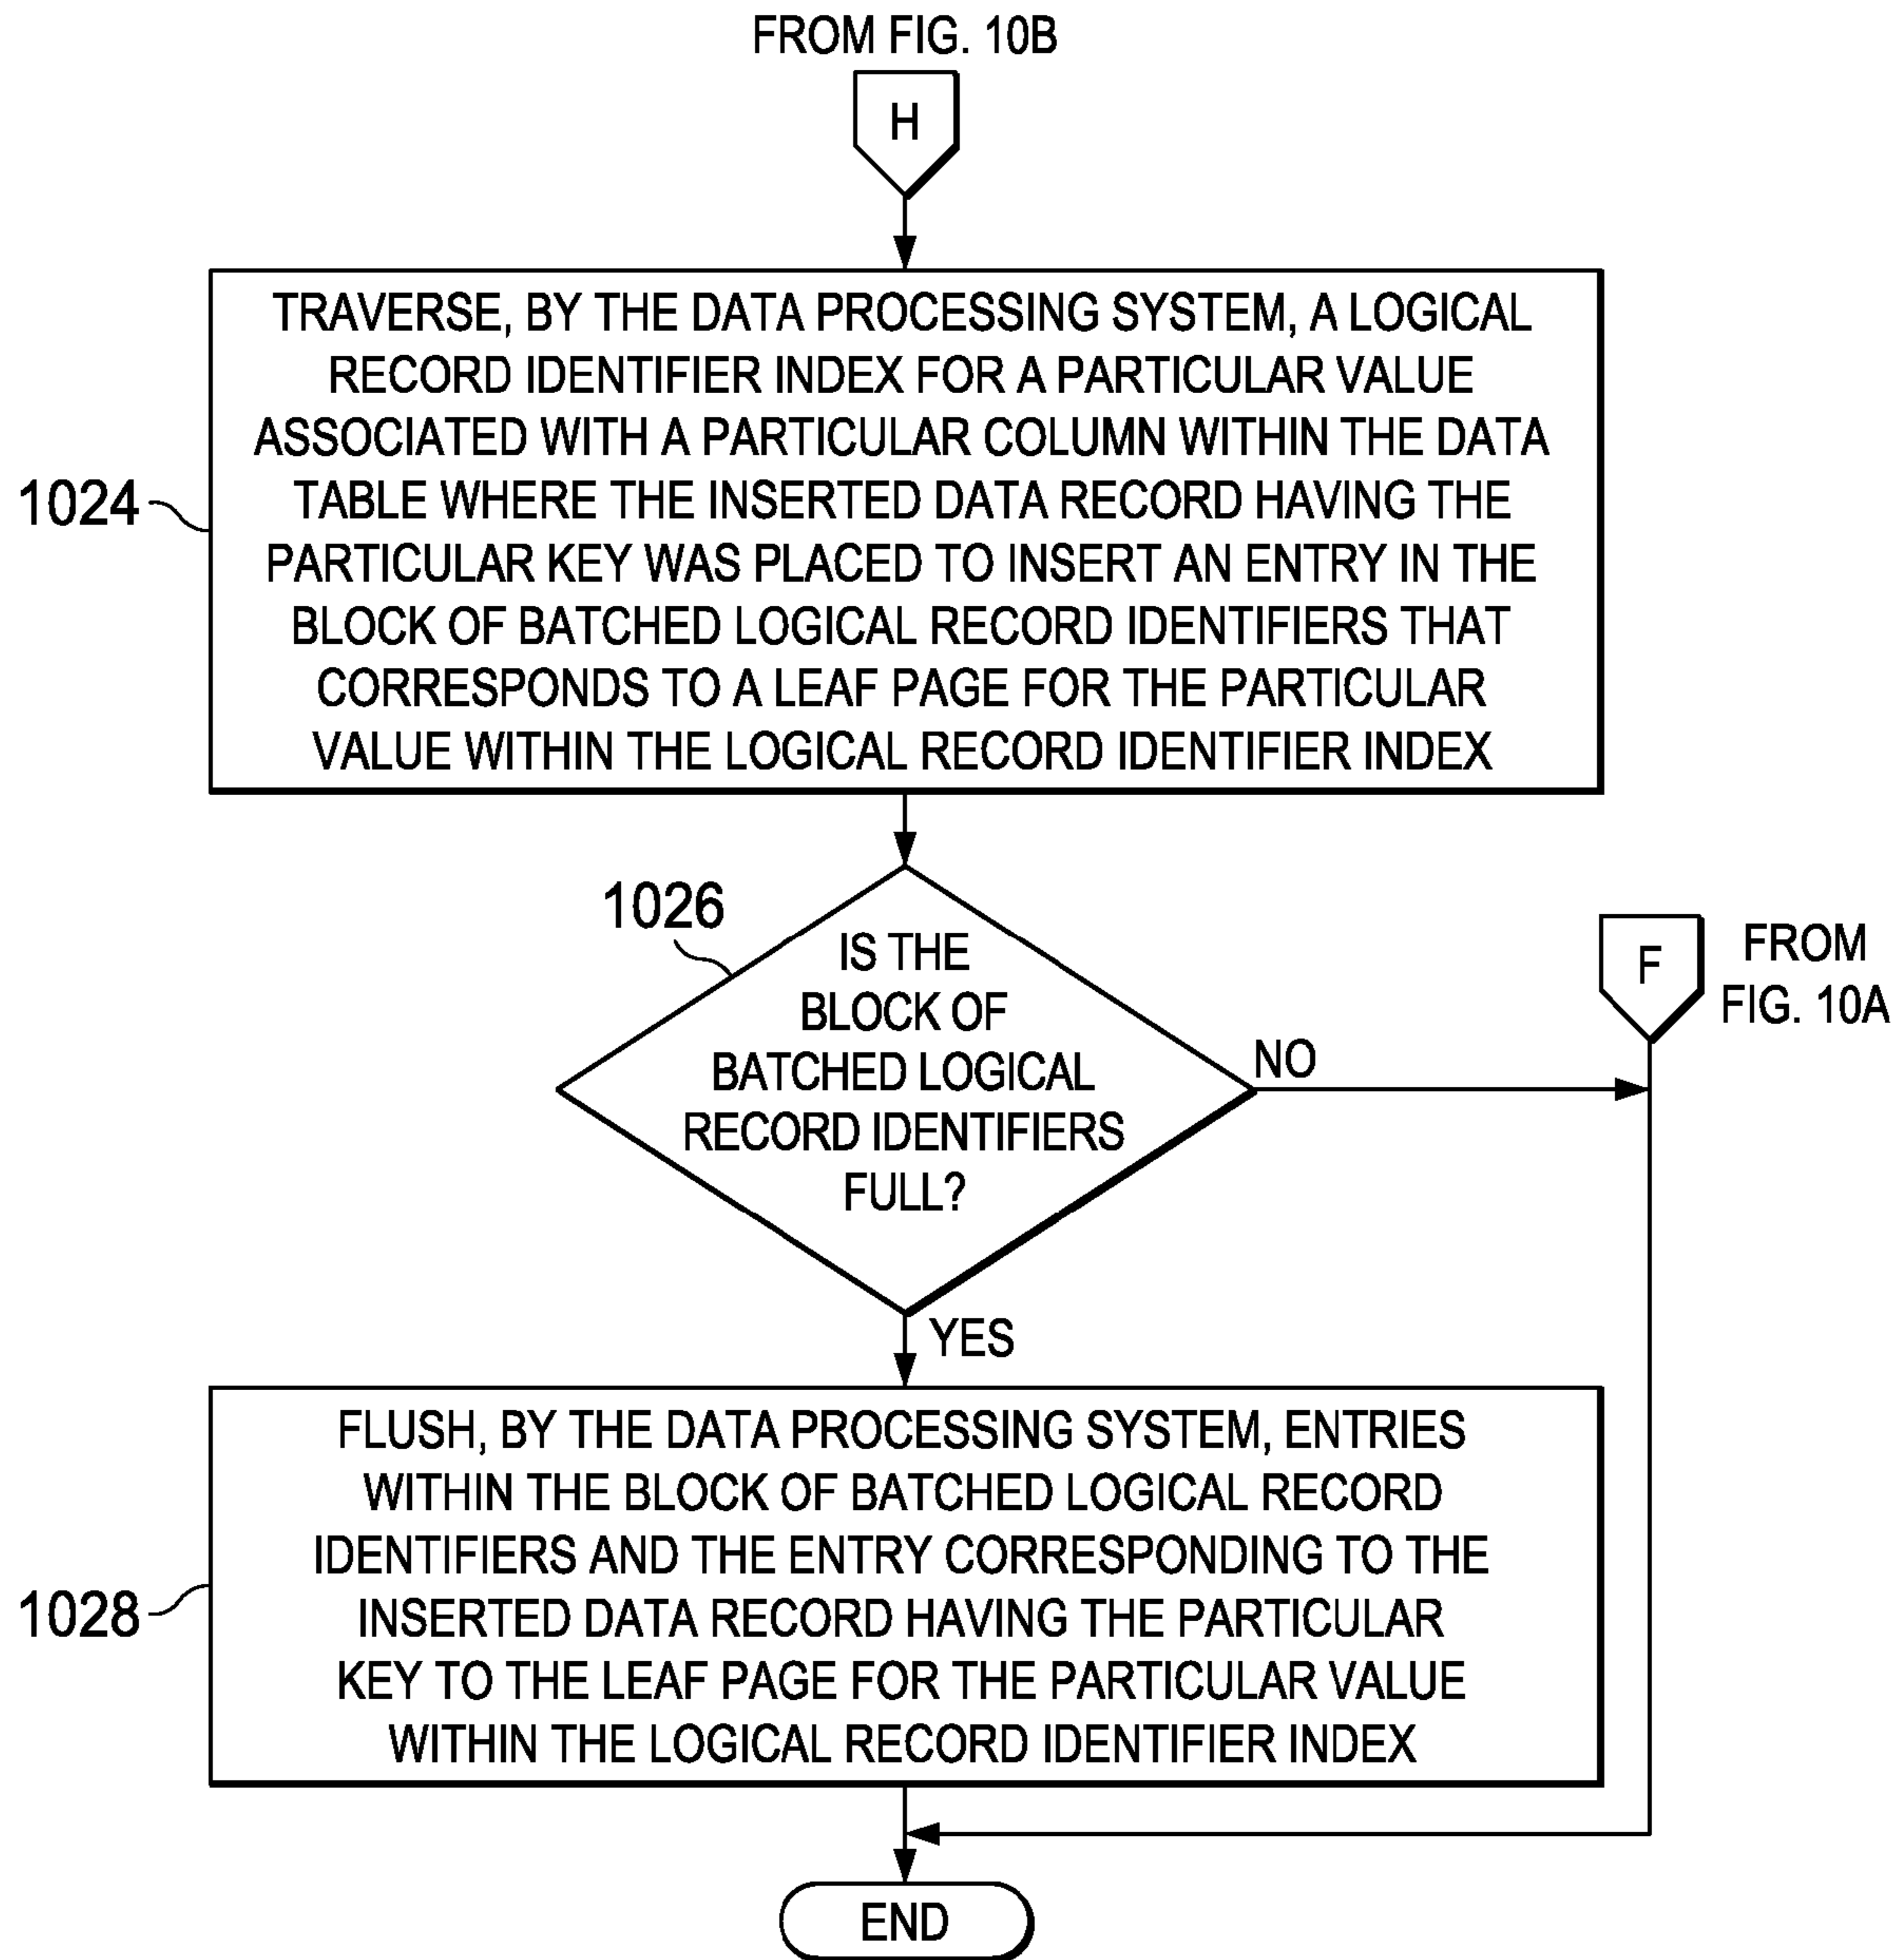 FROM FIG. 10B
H
TRAVERSE, BY THE DATA PROCESSING SYSTEM, A LOGICAL
RECORD IDENTIFIER INDEX FOR A PARTICULAR VALUE
ASSOCIATED WITH A PARTICULAR COLUMN WITHIN THE DATA
TABLE WHERE THE INSERTED DATA RECORD HAVING THE
PARTICULAR KEY WAS PLACED TO INSERT AN ENTRY IN THE
BLOCK OF BATCHED LOGICAL RECORD IDENTIFIERS THAT
CORRESPONDS TO A LEAF PAGE FOR THE PARTICULAR
VALUE WITHIN THE LOGICAL RECORD IDENTIFIER INDEX
1024
1026
IS THE
BLOCK OF
BATCHED LOGICAL
RECORD IDENTIFIERS
FULL?
NO
F
FROM
FIG. 10A
YES
FLUSH, BY THE DATA PROCESSING SYSTEM, ENTRIES
WITHIN THE BLOCK OF BATCHED LOGICAL RECORD
IDENTIFIERS AND THE ENTRY CORRESPONDING TO THE
INSERTED DATA RECORD HAVING THE PARTICULAR
KEY TO THE LEAF PAGE FOR THE PARTICULAR VALUE
WITHIN THE LOGICAL RECORD IDENTIFIER INDEX
1028
END